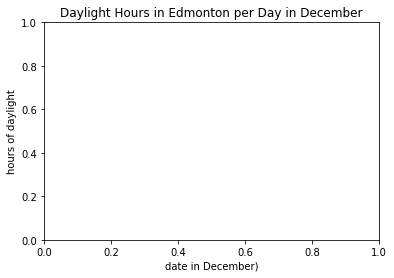 Daylight Hours in Edmonton per Day in December
1.0
0.8
0.6
0.4
0.2
0.0
hours of daylight
0.0 0.2 0.4 0.6 0.8 1.0
date in December)